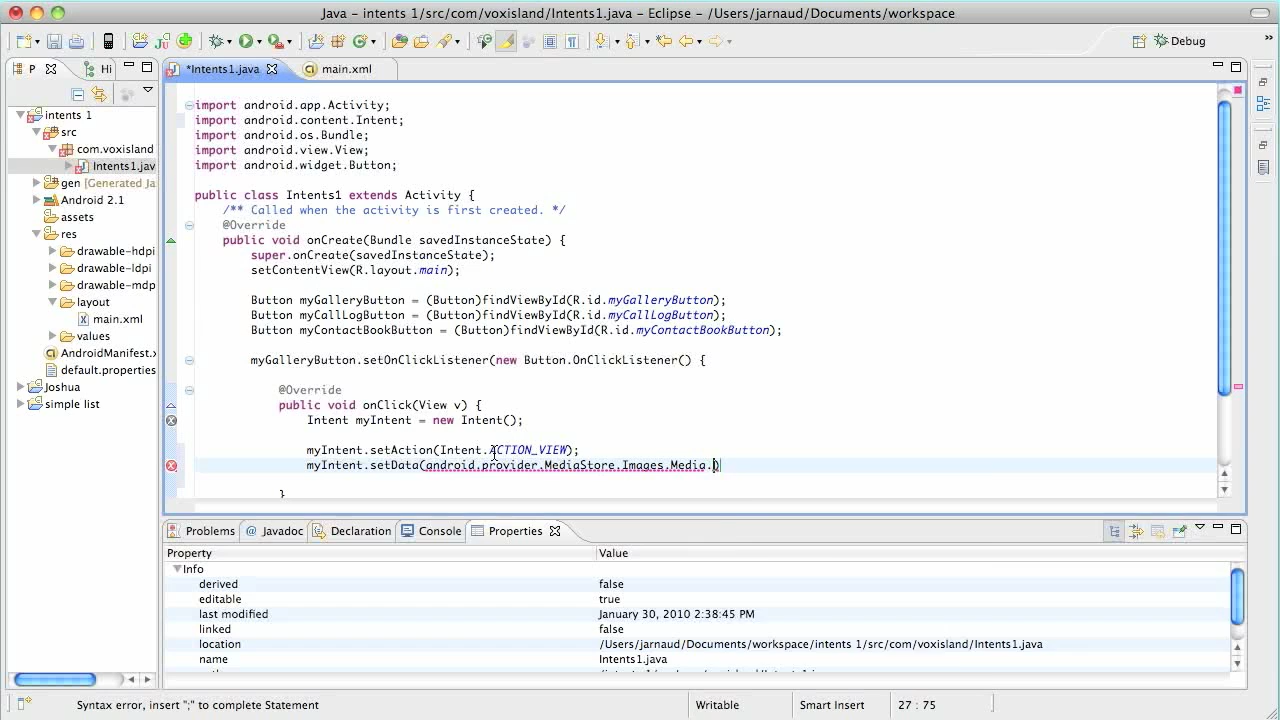 Java – intents 1/src/com/voxisland/Intents1.java – Eclipse – /Users/jarnaud/Documents/workspace
Debug
P
Hi
*Intents1.java
main.xml
intents 1
src
com.voxisland
Intents1.jav
gen [Generated Ja
Android 2.1
assets
res
drawable-hdpi
drawable-ldpi
drawable-mdp
layout
main.xml
values
AndroidManifest.x
default.properties
Joshua
simple list
import android.app.Activity;
import android.content.Intent;
import android.os.Bundle;
import android.view.View;
import android.widget.Button;
public class Intents1 extends Activity {
/** Called when the activity is first created. */
@Override
public void onCreate(Bundle savedInstanceState) {
super.onCreate(savedInstanceState);
setContentView(R.layout.main);
Button myGalleryButton = (Button)findViewById(R.id.myGalleryButton);
Button myCallLogButton = (Button)findViewById(R.id.myCallLogButton);
Button myContactBookButton = (Button)findViewById(R.id.myContactBookButton);
myGalleryButton.setOnClickListener(new Button.OnClickListener() {
@Override
public void onClick(View v) {
Intent myIntent = new Intent();
myIntent.setAction(Intent.ACTION_VIEW);
myIntent.setData(android.provider.MediaStore.Images.Media.)
}
Problems
@ Javadoc
Declaration
Console
Properties
Property Value
Info
derived false
editable true
last modified January 30, 2010 2:38:45 PM
linked false
location /Users/jarnaud/Documents/workspace/intents 1/src/com/voxisland/Intents1.java
name Intents1.java
Syntax error, insert ";" to complete Statement
Writable
Smart Insert
27 : 75